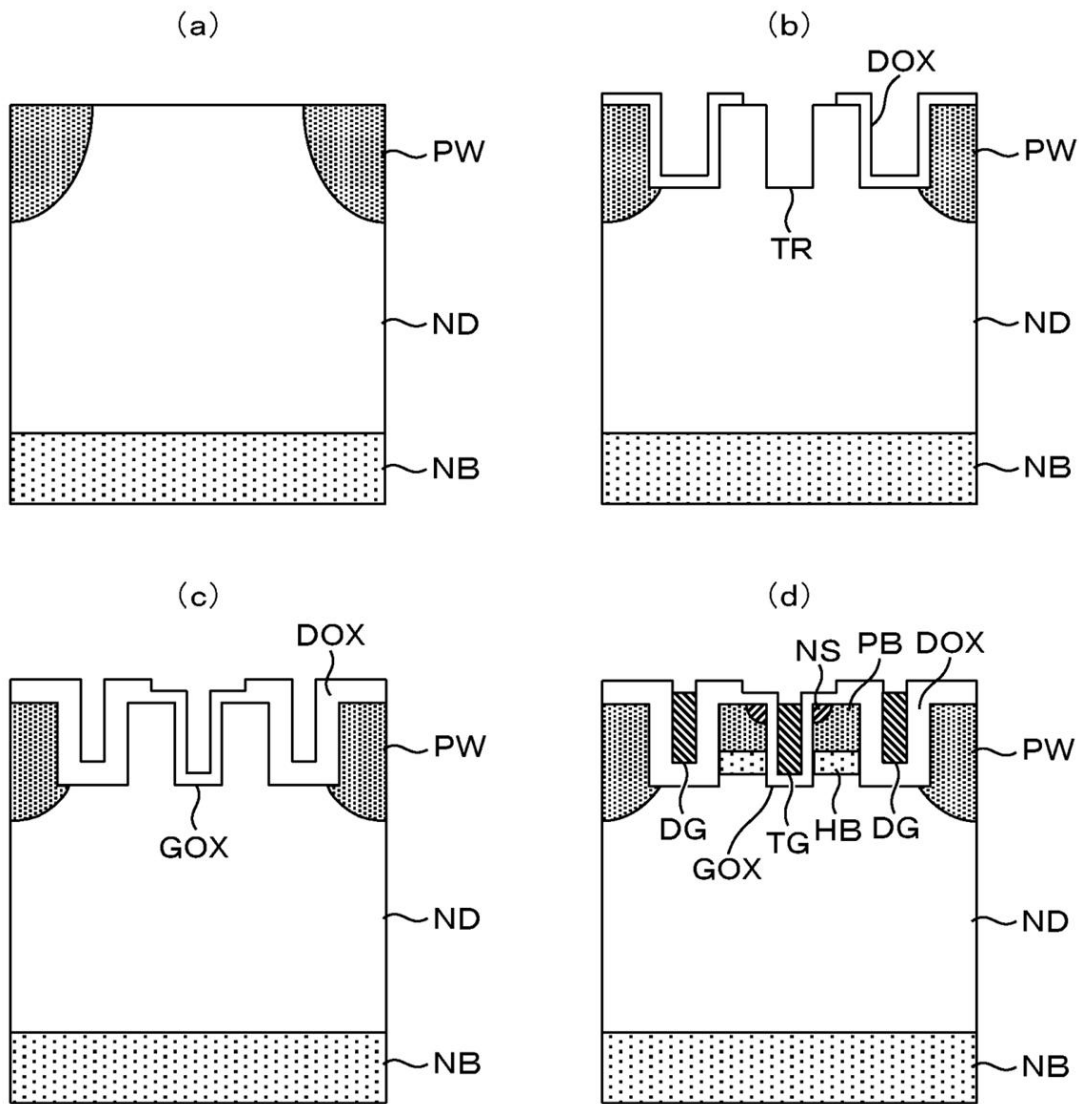 (a)
PW
ND
NB
(b)
DOX
PW
TR
ND
NB
(c)
DOX
PW
GOX
ND
NB
(d)
NS PB DOX
PW
DG TG HB DG
GOX
ND
NB